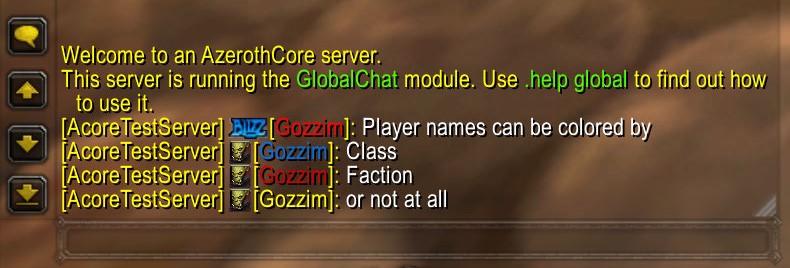 Welcome to an AzerothCore server.
This server is running the GlobalChat module. Use .help global to find out how
to use it.
[AcoreTestServer] BLIZZ [Gozzim]: Player names can be colored by
[AcoreTestServer] [Gozzim]: Class
[AcoreTestServer] [Gozzim]: Faction
[AcoreTestServer] [Gozzim]: or not at all